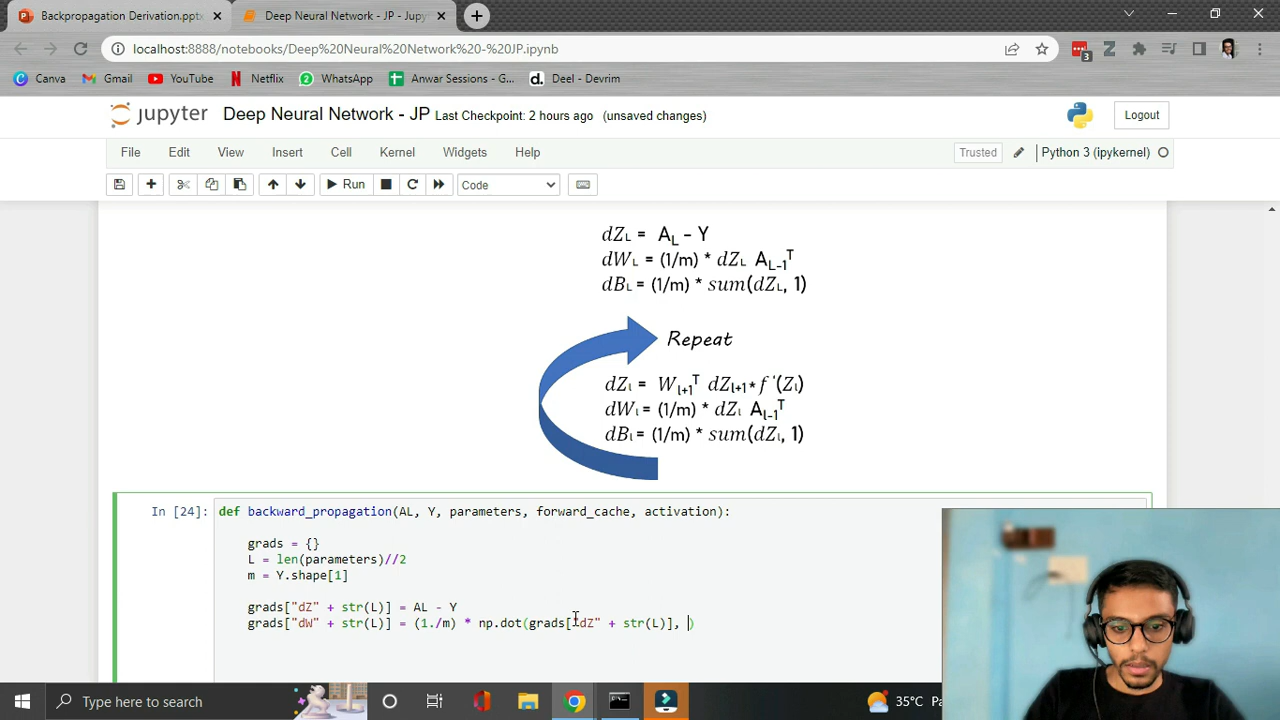 Backpropagation Derivation.pptx
Deep Neural Network - JP - Jupy
localhost:8888/notebooks/Deep%20Neural%20Network%20-%20JP.ipynb
3
Canva
Gmail
YouTube
Netflix
WhatsApp
Anwar Sessions - G...
Deel - Devrim
jupyter
Deep Neural Network - JP Last Checkpoint: 2 hours ago (unsaved changes)
Logout
File Edit View Insert Cell Kernel Widgets Help
Trusted
Python 3 (ipykernel)
Run
Code
dZL = AL - Y
dWL = (1/m) * dZL AL-1T
dBL = (1/m) * sum(dZL, 1)
Repeat
dZl = Wl+1T dZl+1 * f '(Zl)
dWl = (1/m) * dZl Al-1T
dBl = (1/m) * sum(dZl, 1)
In [24]:
def backward_propagation(AL, Y, parameters, forward_cache, activation):
grads = {}
L = len(parameters)//2
m = Y.shape[1]
grads["dZ" + str(L)] = AL - Y
grads["dW" + str(L)] = (1./m) * np.dot(grads["dZ" + str(L)], )
Type here to search
35°C